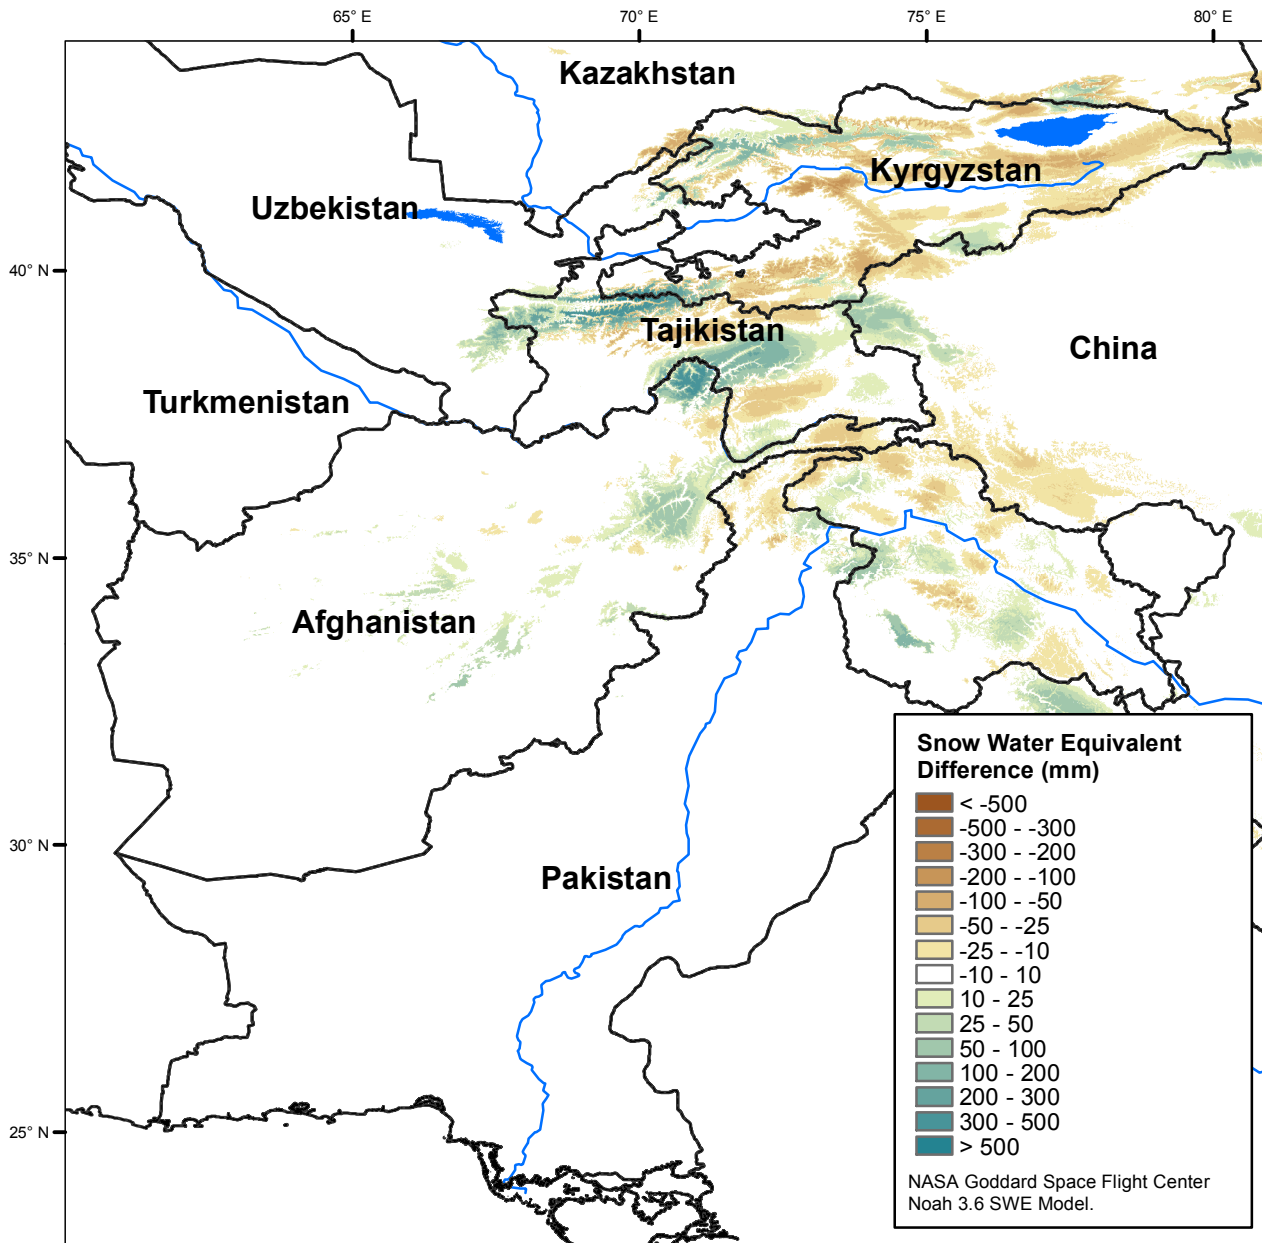 65° E
70° E
75° E
80° E
Kazakhstan
Kyrgyzstan
Uzbekistan
40° N
Tajikistan
China
Turkmenistan
35° N
Afghanistan
Snow Water Equivalent
Difference (mm)
< -500
-500 - -300
-300 - -200
-200 - -100
-100 - -50
-50 - -25
-25 - -10
-10 - 10
10 - 25
25 - 50
50 - 100
100 - 200
200 - 300
300 - 500
> 500
NASA Goddard Space Flight Center
Noah 3.6 SWE Model.
30° N
Pakistan
25° N